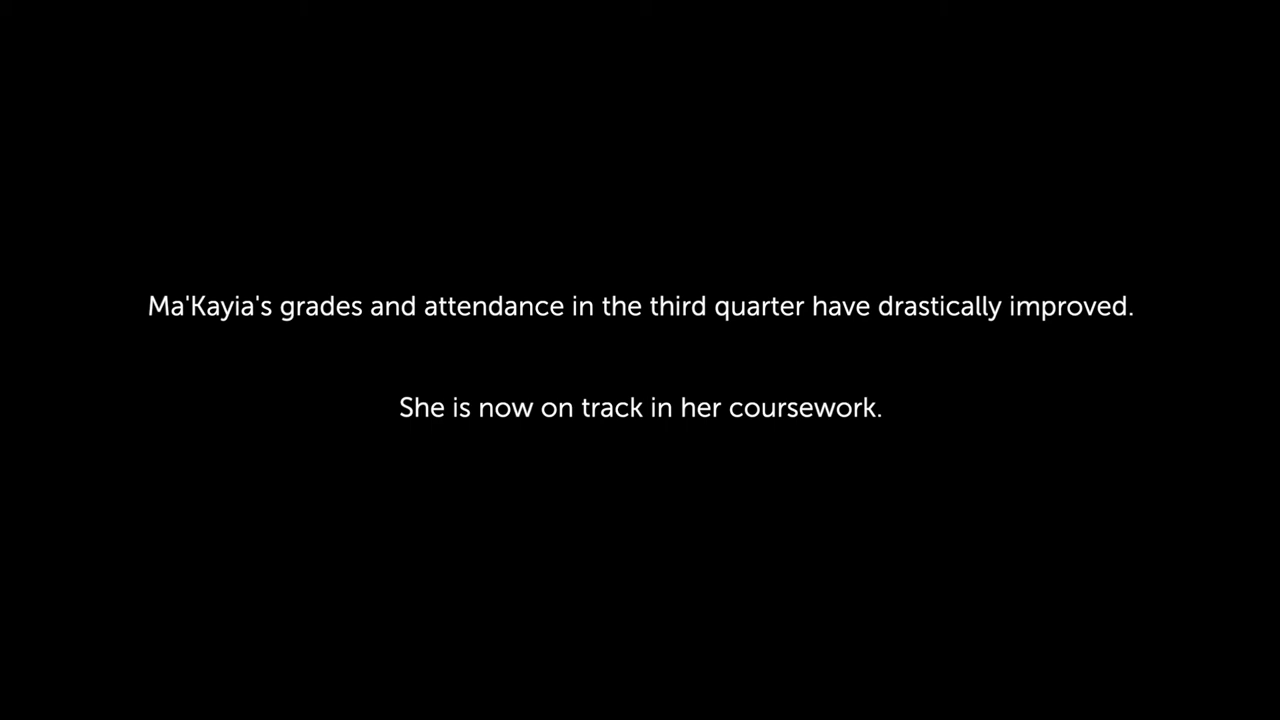 Ma'Kayia's grades and attendance in the third quarter have drastically improved.
She is now on track in her coursework.